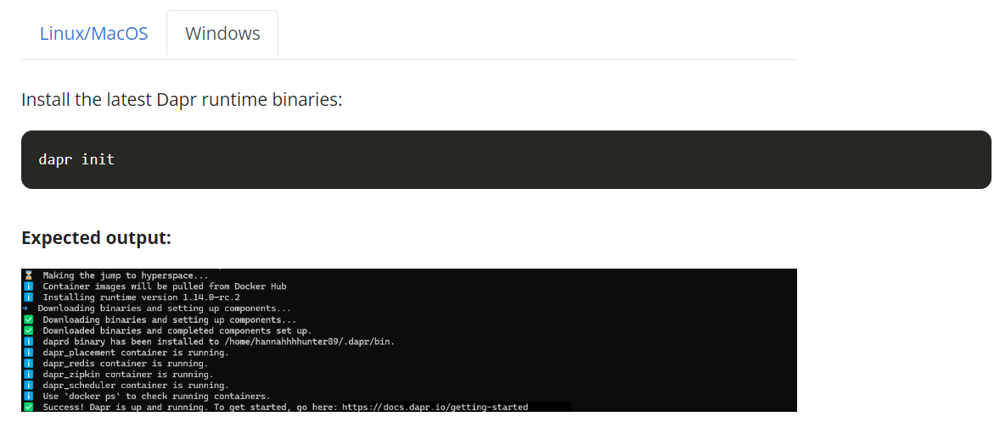 Linux/MacOS
Windows
Install the latest Dapr runtime binaries:
dapr init
Expected output:
Making the jump to hyperspace...
Container images will be pulled from Docker Hub
Installing runtime version 1.14.0-rc.2
Downloading binaries and setting up components...
Downloading binaries and setting up components...
Downloaded binaries and completed components set up.
daprd binary has been installed to /home/hannahhhhunter89/.dapr/bin.
dapr_placement container is running.
dapr_redis container is running.
dapr_zipkin container is running.
dapr_scheduler container is running.
Use `docker ps` to check running containers.
Success! Dapr is up and running. To get started, go here: https://docs.dapr.io/getting-started